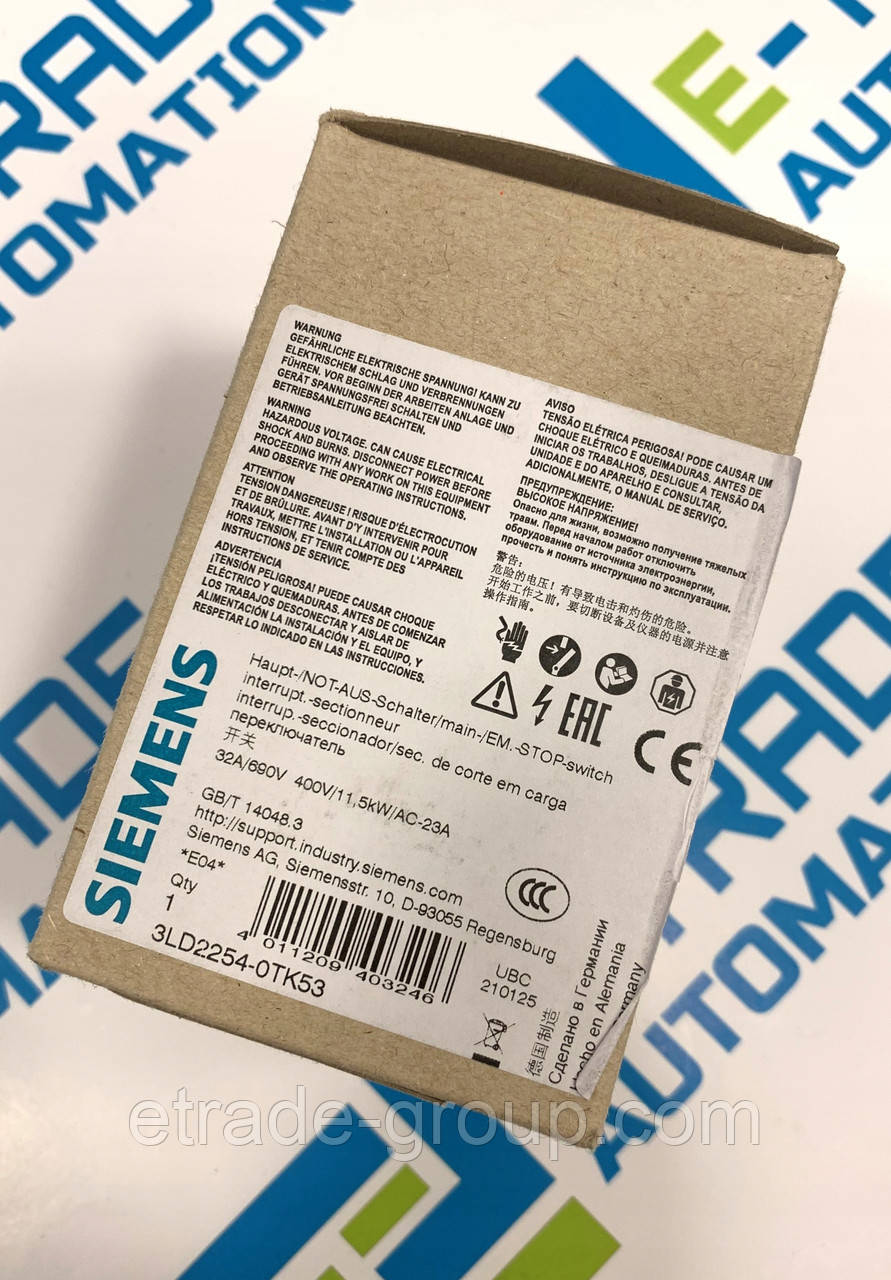 WARNUNG
GEFÄHRLICHE ELEKTRISCHE SPANNUNG! KANN ZU
ELEKTRISCHEM SCHLAG UND VERBRENNUNGEN
FÜHREN. VOR BEGINN DER ARBEITEN ANLAGE UND
GERÄT SPANNUNGSFREI SCHALTEN UND
BETRIEBSANLEITUNG BEACHTEN.
WARNING
HAZARDOUS VOLTAGE. CAN CAUSE ELECTRICAL
SHOCK AND BURNS. DISCONNECT POWER BEFORE
PROCEEDING WITH ANY WORK ON THIS EQUIPMENT
AND OBSERVE THE OPERATING INSTRUCTIONS.
ATTENTION
TENSION DANGEREUSE ! RISQUE D'ÉLECTROCUTION
ET DE BRÛLURE. AVANT D'Y INTERVENIR POUR
TRAVAUX, METTRE L'INSTALLATION OU L'APPAREIL
HORS TENSION, ET TENIR COMPTE DES
INSTRUCTIONS DE SERVICE.
ADVERTENCIA
¡TENSIÓN PELIGROSA! PUEDE CAUSAR CHOQUE
ELÉCTRICO Y QUEMADURAS. ANTES DE COMENZAR
LOS TRABAJOS DESCONECTAR Y AISLAR DE
ALIMENTACIÓN LA INSTALACIÓN Y EL EQUIPO, Y
RESPETAR LO INDICADO EN LAS INSTRUCCIONES.
AVISO
TENSÃO ELÉTRICA PERIGOSA! PODE CAUSAR UM
CHOQUE ELÉTRICO E QUEIMADURAS. ANTES DE
INICIAR OS TRABALHOS, DESLIGUE A TENSÃO DA
UNIDADE E DO APARELHO E CONSULTAR,
ADICIONALMENTE, O MANUAL DE SERVIÇO.
ПРЕДУПРЕЖДЕНИЕ:
ВЫСОКОЕ НАПРЯЖЕНИЕ!
Опасно для жизни, возможно получение тяжелых
травм. Перед началом работ отключить
оборудование от источника электроэнергии,
прочесть и понять инструкцию по эксплуатации.
警告:
危险的电压! 有导致电击和灼伤的危险。
开始工作之前, 要切断设备及仪器的电源并注意
操作指南。
EAC
CE
SIEMENS
Haupt-/NOT-AUS-Schalter/main-/EM.-STOP-switch
interrupt.-sectionneur
interrup.-seccionador/sec. de corte em carga
переключатель
开关
32A/690V 400V/11,5kW/AC-23A
GB/T 14048.3
http://support.industry.siemens.com
Siemens AG, Siemensstr. 10, D-93055 Regensburg
*E04*
Qty
1
CCC
4 011209 403246
3LD2254-0TK53
UBC
210125
德国制造
Сделано в Германии
Hecho en Alemania
etrade-group.com
E-
AUTOMATION
AUTOMATION